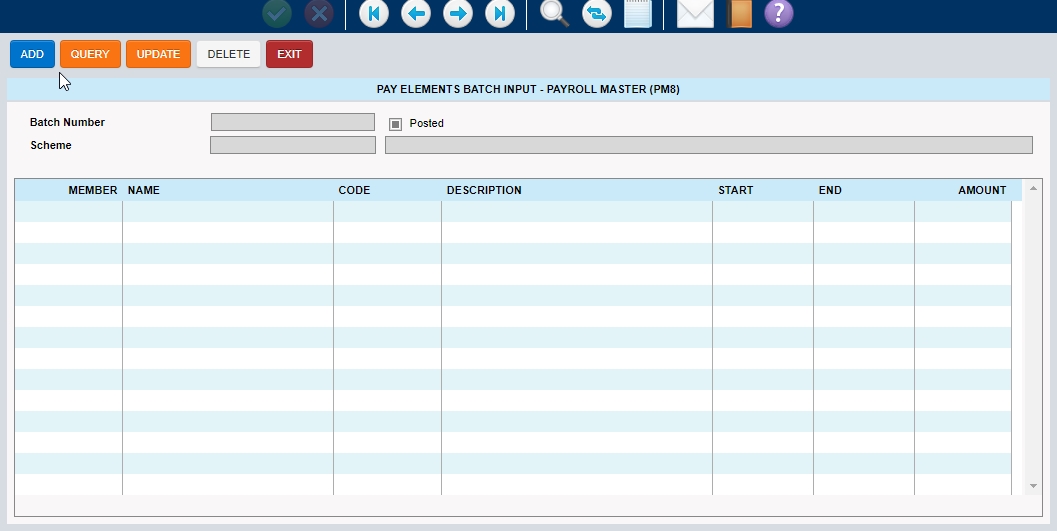 ?
ADD QUERY UPDATE DELETE EXIT
PAY ELEMENTS BATCH INPUT - PAYROLL MASTER (PM8)
Batch Number Posted
Scheme
MEMBER NAME CODE DESCRIPTION START END AMOUNT